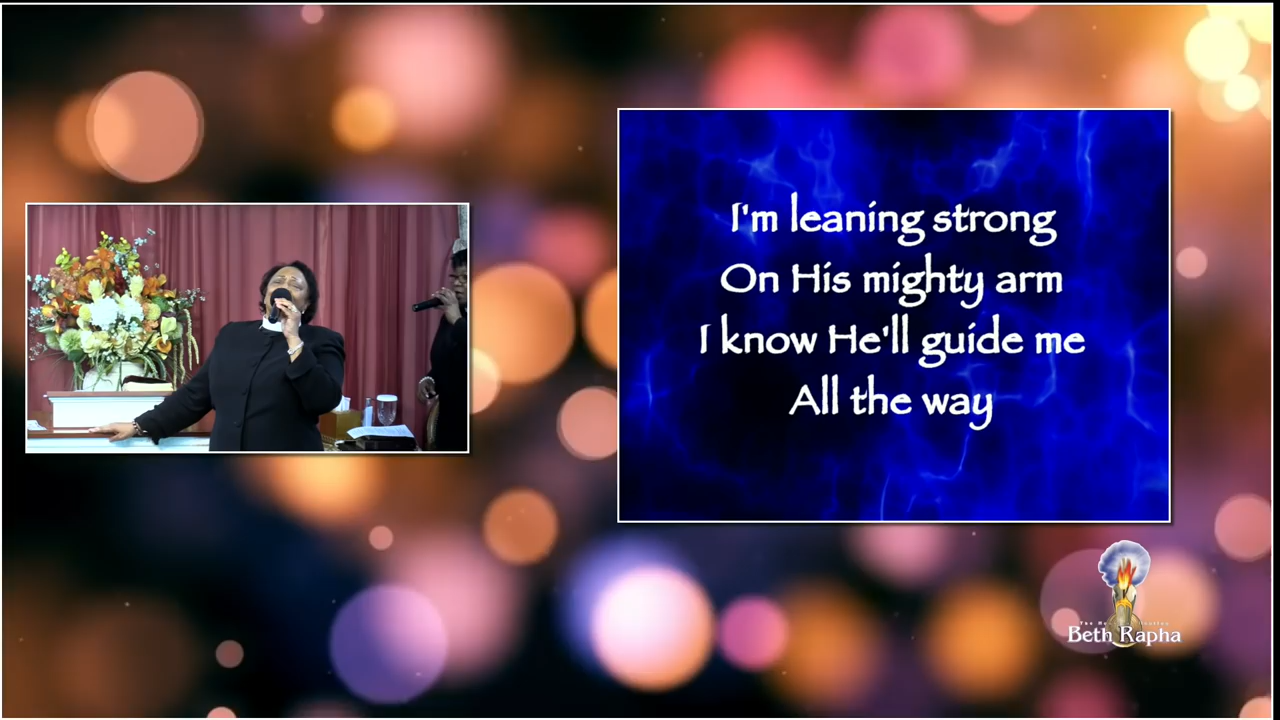 I'm leaning strong
On His mighty arm
I know He'll guide me
All the way
Beth Rapha